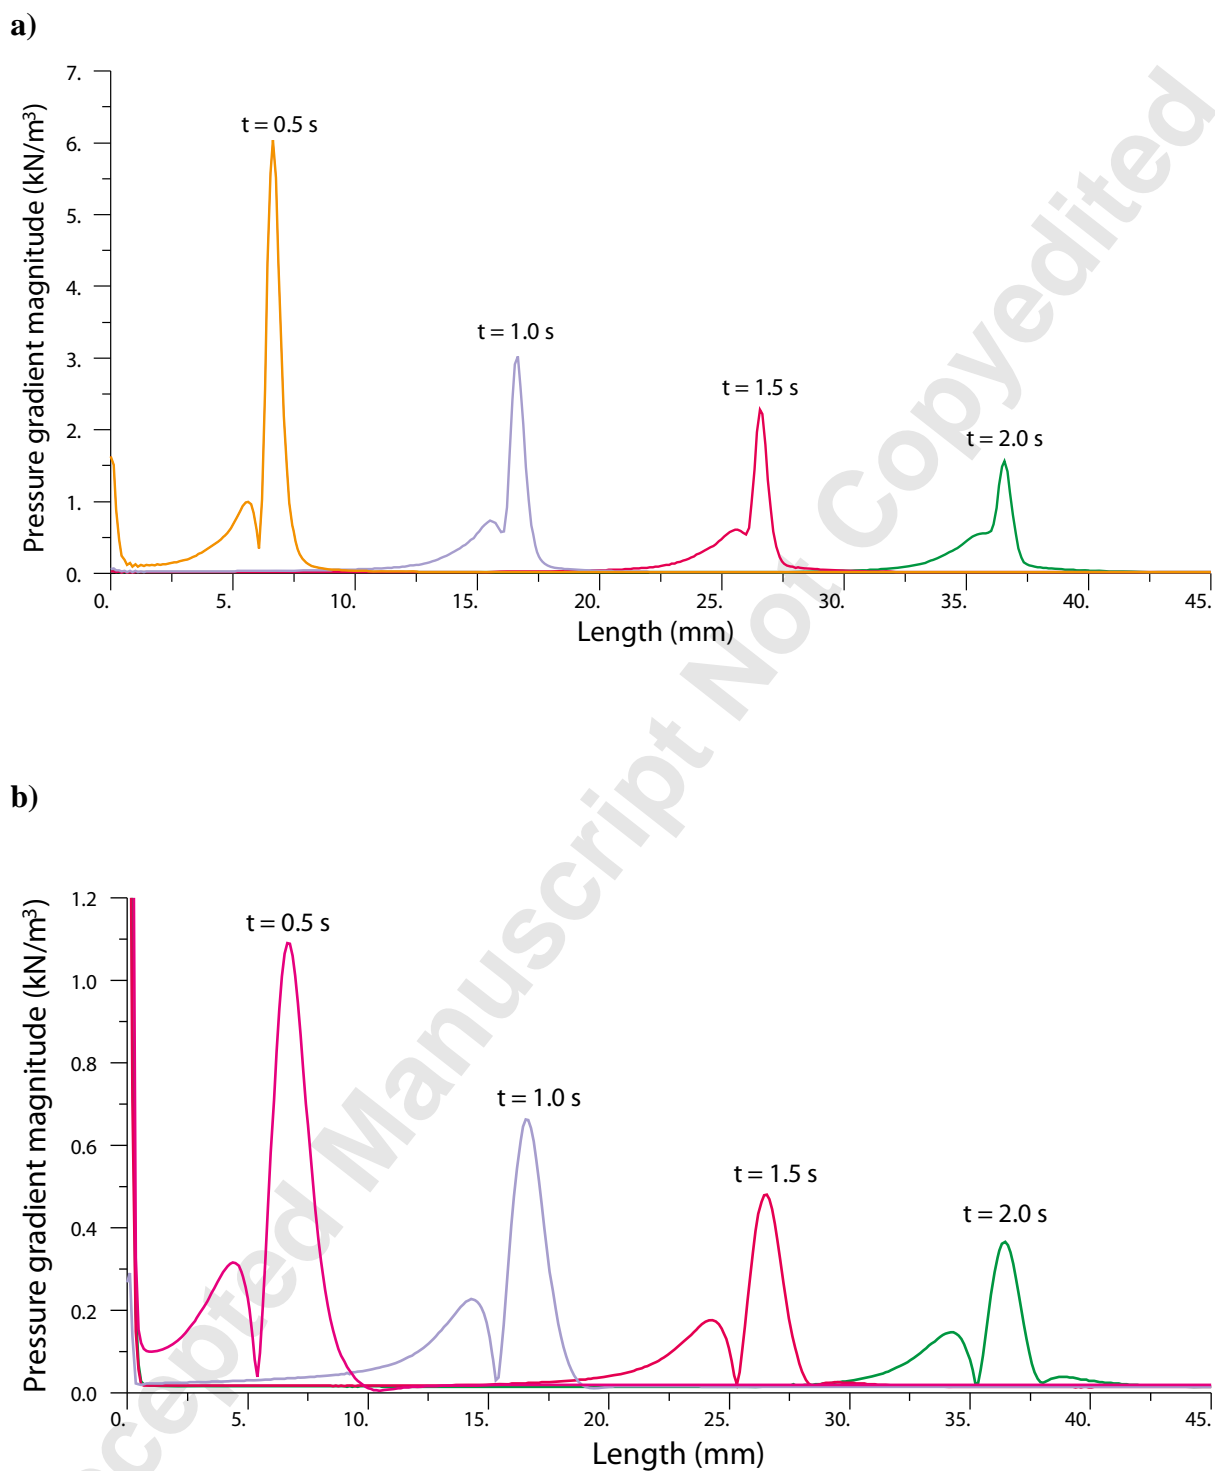 a)
7.
6.
5.
4.
3.
2.
1.
0.
Pressure gradient magnitude (kN/m³)
t = 0.5 s
t = 1.0 s
t = 1.5 s
t = 2.0 s
0. 5. 10. 15. 20. 25. 30. 35. 40. 45.
Length (mm)
b)
1.2
1.0
0.8
0.6
0.4
0.2
0.0
Pressure gradient magnitude (kN/m³)
t = 0.5 s
t = 1.0 s
t = 1.5 s
t = 2.0 s
0. 5. 10. 15. 20. 25. 30. 35. 40. 45.
Length (mm)
cepted Manuscript Not Copyedited